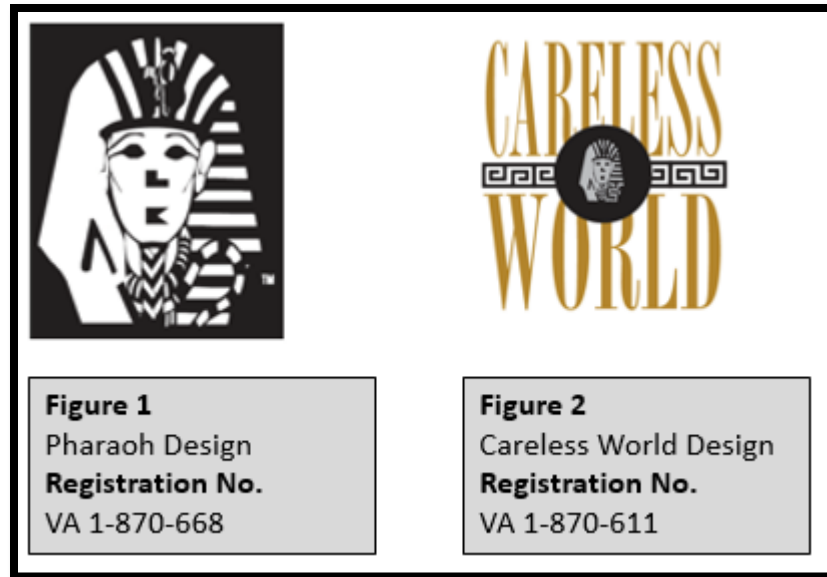 TM
CARELESS
WORLD
Figure 1
Pharaoh Design
Registration No.
VA 1-870-668
Figure 2
Careless World Design
Registration No.
VA 1-870-611